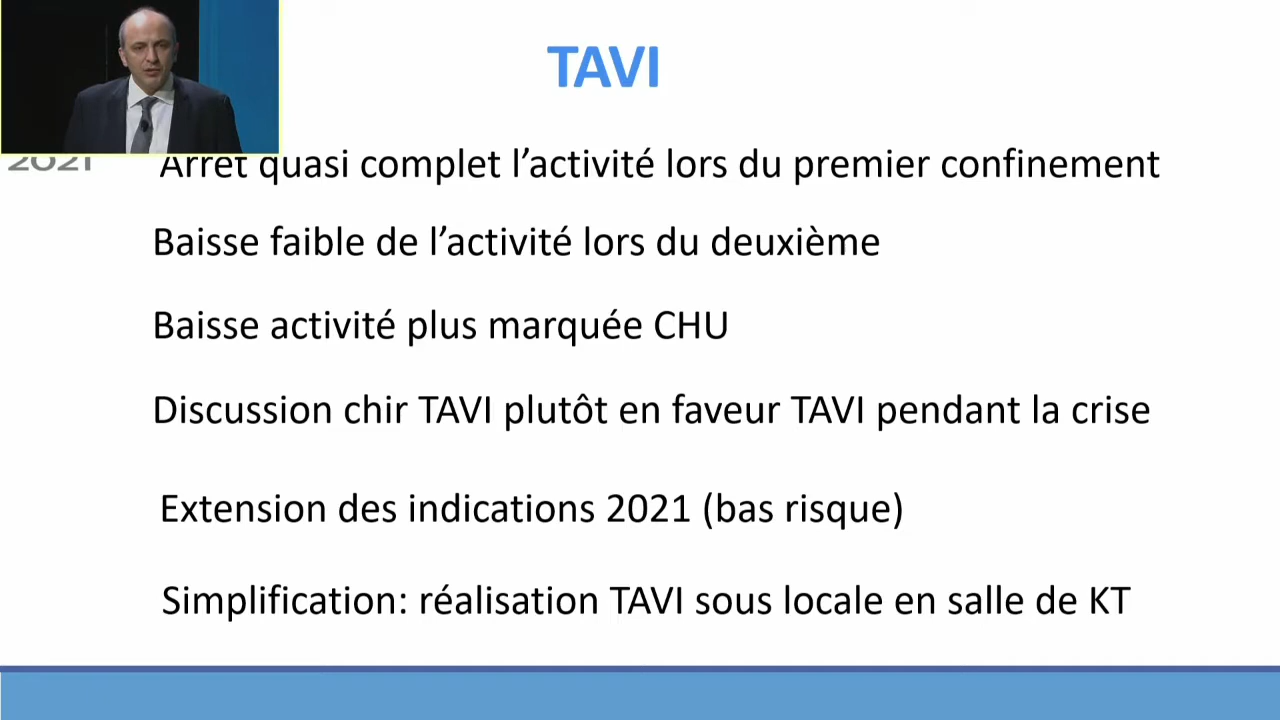 TAVI
2021
Arret quasi complet l’activité lors du premier confinement
Baisse faible de l’activité lors du deuxième
Baisse activité plus marquée CHU
Discussion chir TAVI plutôt en faveur TAVI pendant la crise
Extension des indications 2021 (bas risque)
Simplification: réalisation TAVI sous locale en salle de KT